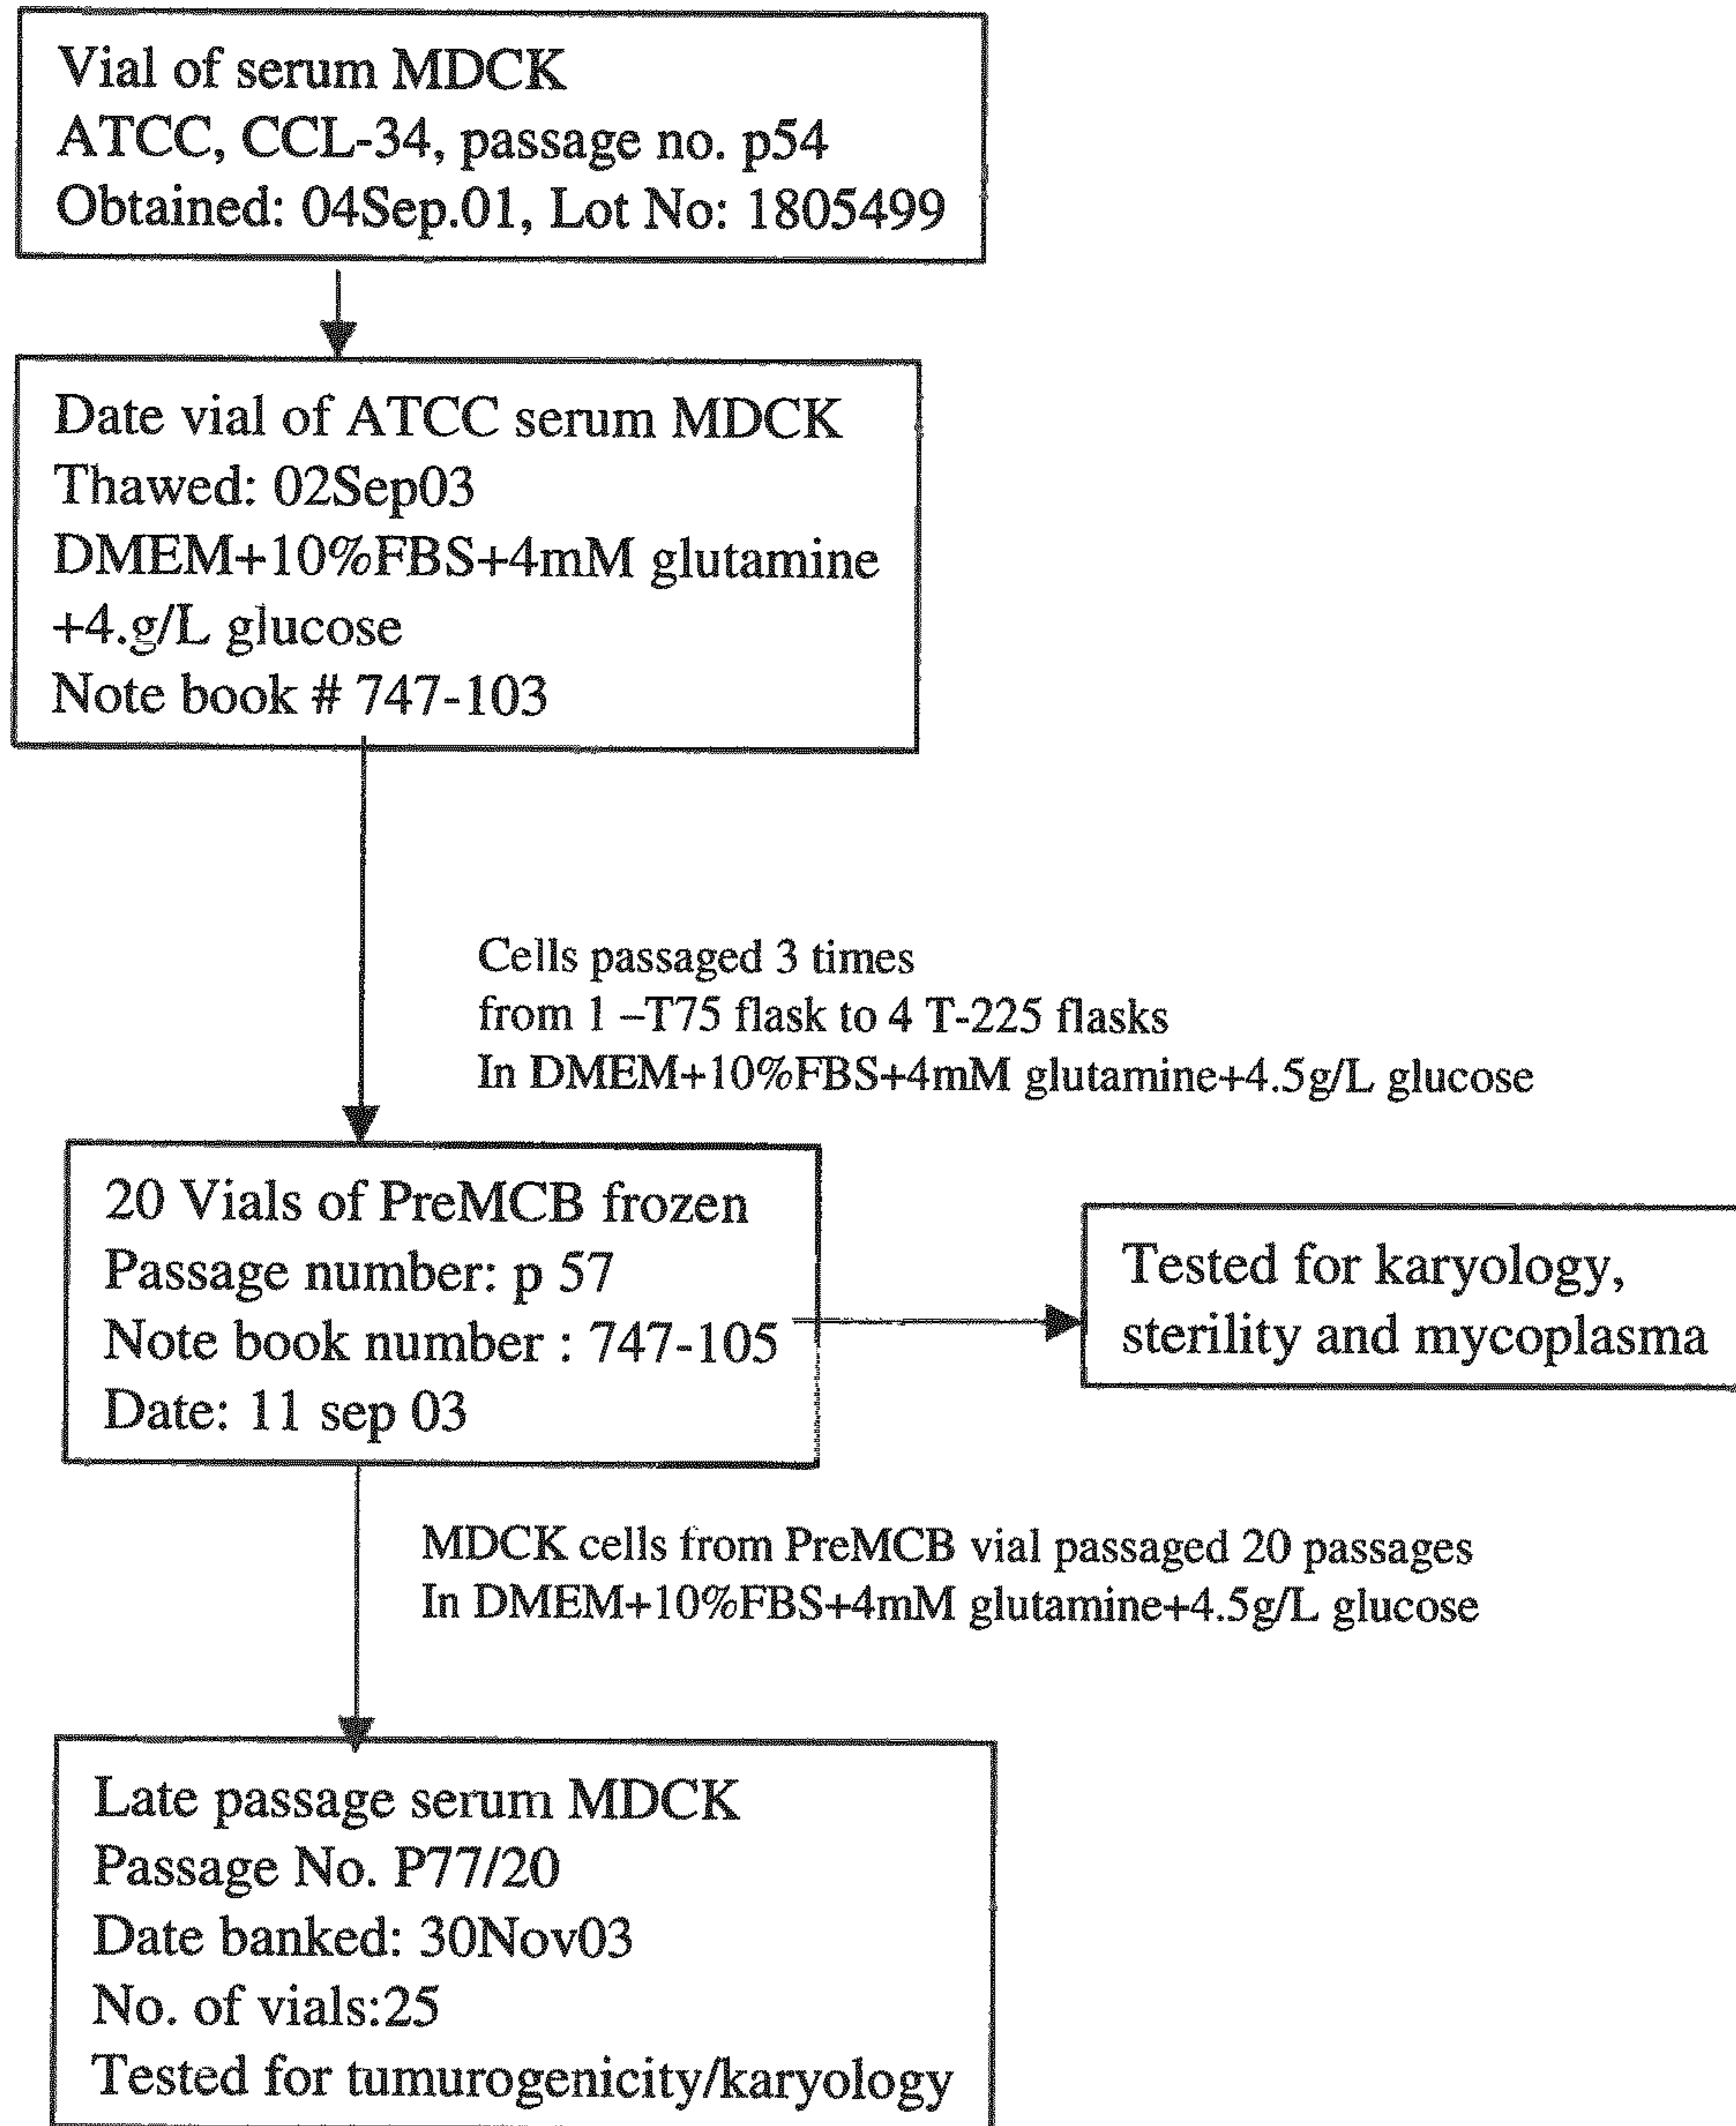 Vial of serum MDCK
ATCC, CCL-34, passage no. p54
Obtained: 04Sep.01, Lot No: 1805499
Date vial of ATCC serum MDCK
Thawed: 02Sep03
DMEM+10%FBS+4mM glutamine
+4.g/L glucose
Note book # 747-103
Cells passaged 3 times
from 1 –T75 flask to 4 T-225 flasks
In DMEM+10%FBS+4mM glutamine+4.5g/L glucose
20 Vials of PreMCB frozen
Passage number: p 57
Note book number : 747-105
Date: 11 sep 03
Tested for karyology,
sterility and mycoplasma
MDCK cells from PreMCB vial passaged 20 passages
In DMEM+10%FBS+4mM glutamine+4.5g/L glucose
Late passage serum MDCK
Passage No. P77/20
Date banked: 30Nov03
No. of vials:25
Tested for tumurogenicity/karyology